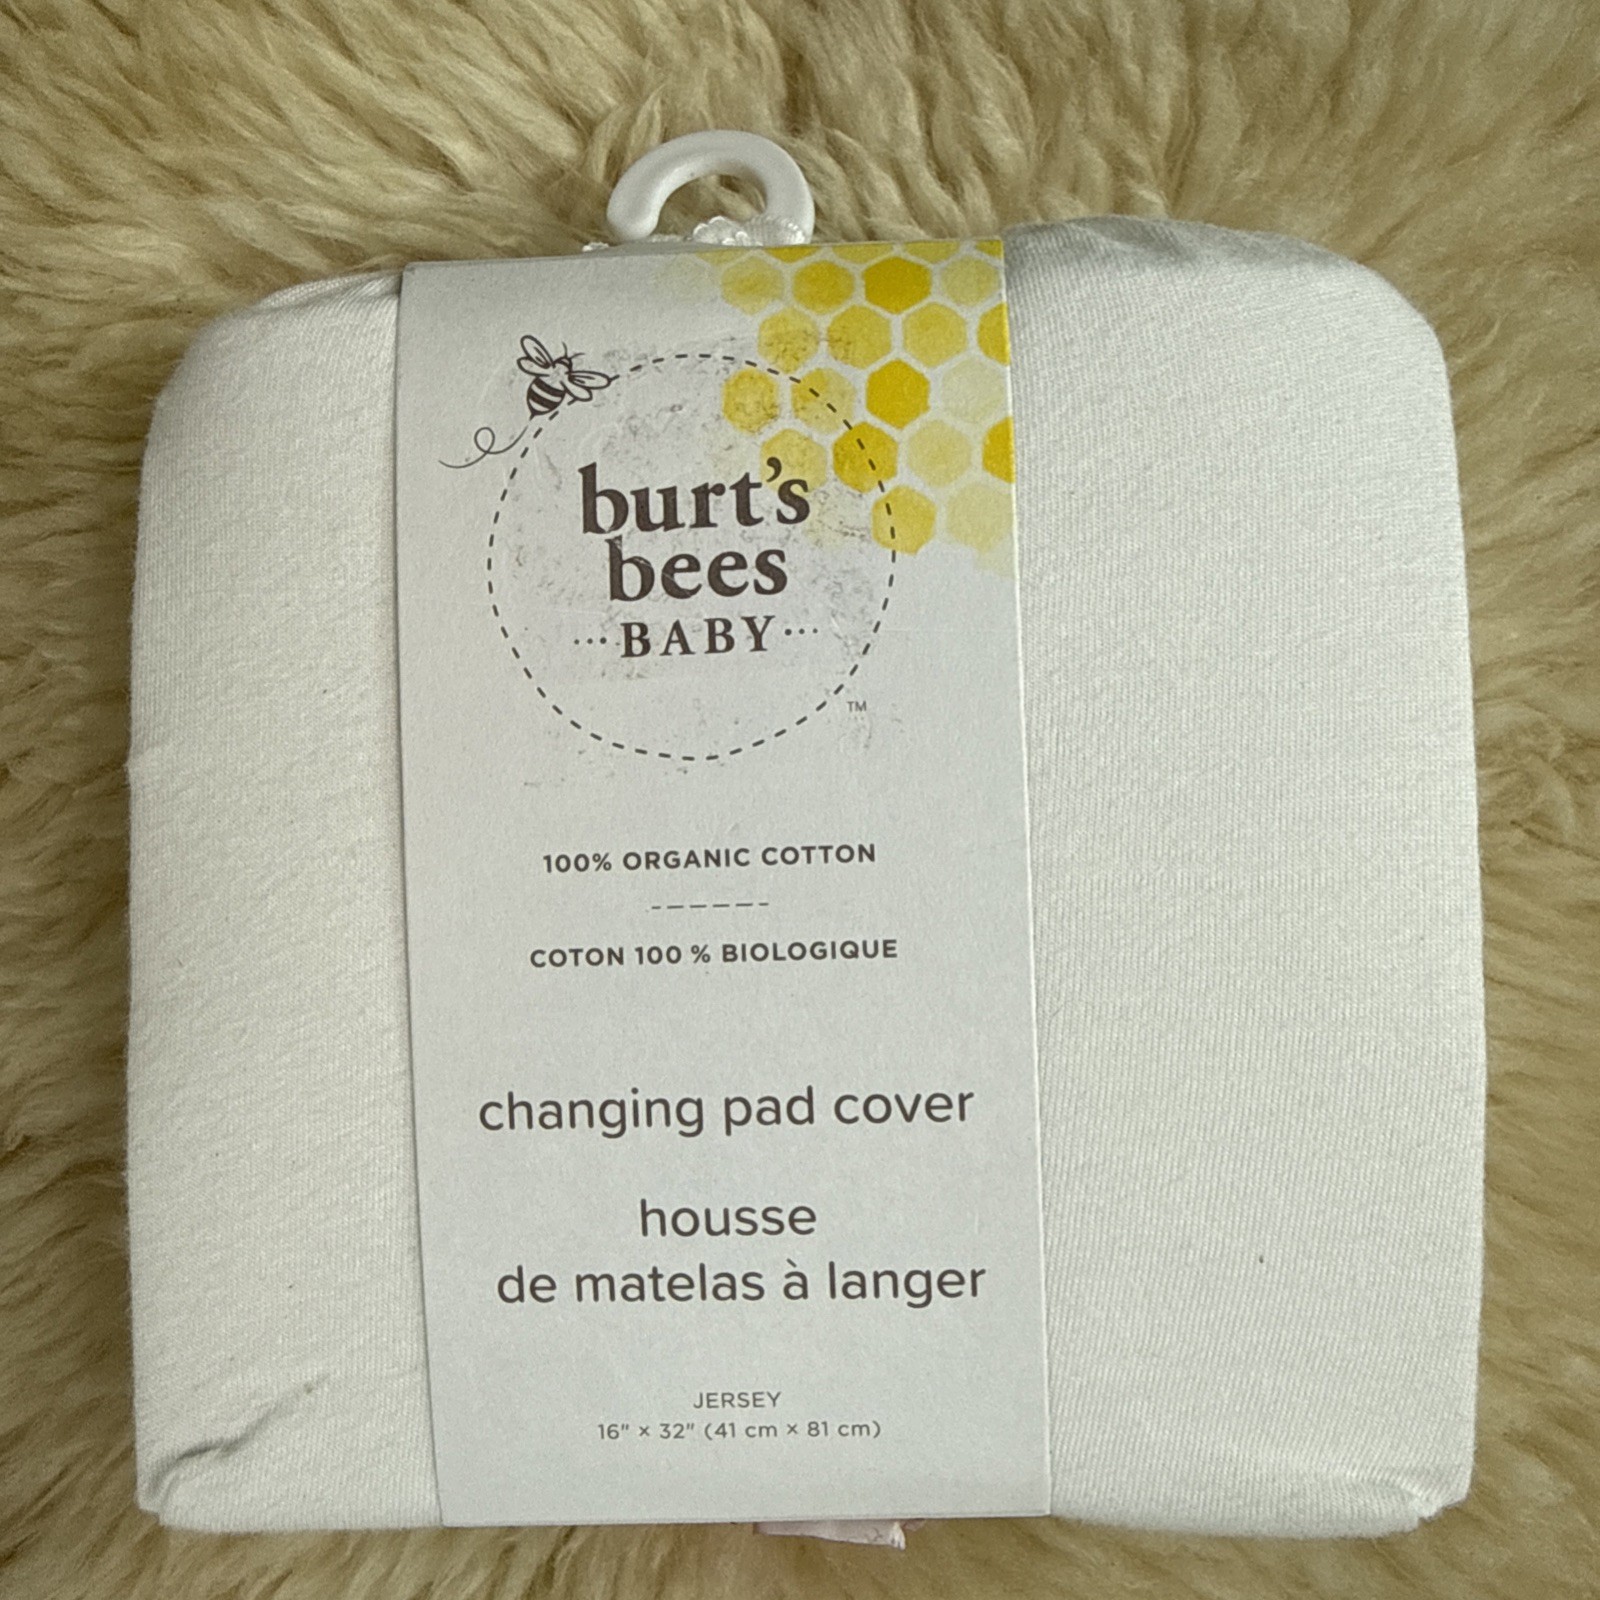 burt's
bees
···BABY···
™
100% ORGANIC COTTON
COTON 100 % BIOLOGIQUE
changing pad cover
housse
de matelas à langer
JERSEY
16" × 32" (41 cm × 81 cm)